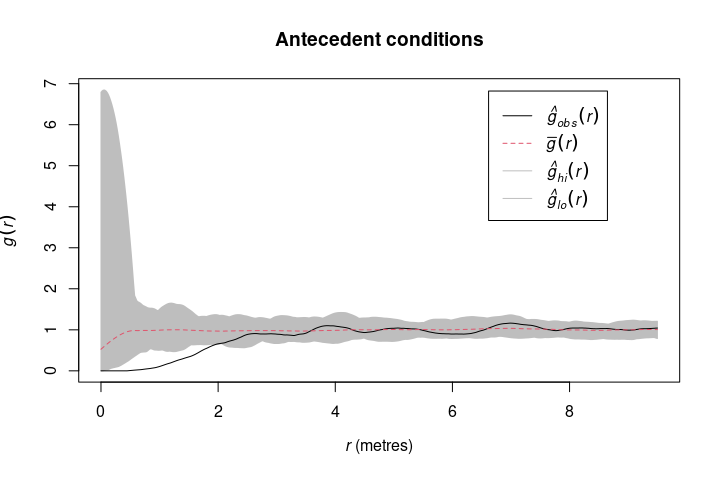 Antecedent conditions
g(r)
7
6
5
4
3
2
1
0
ĝobs(r)
g̅(r)
ĝhi(r)
ĝlo(r)
0 2 4 6 8
r (metres)